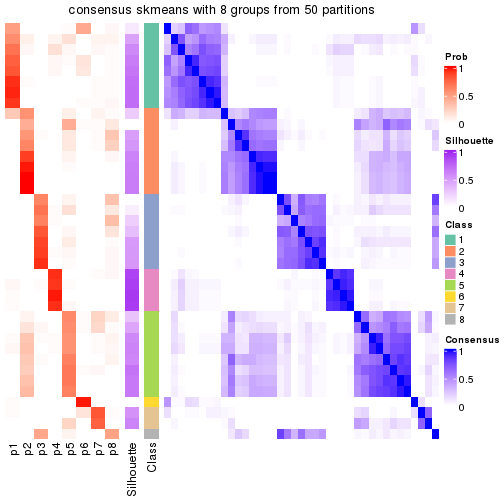 consensus skmeans with 8 groups from 50 partitions
Prob
1
0.5
0
Silhouette
1
0.5
0
Class
1
2
3
4
5
6
7
8
Consensus
1
0.5
0
p1
p2
p3
p4
p5
p6
p7
p8
Silhouette
Class